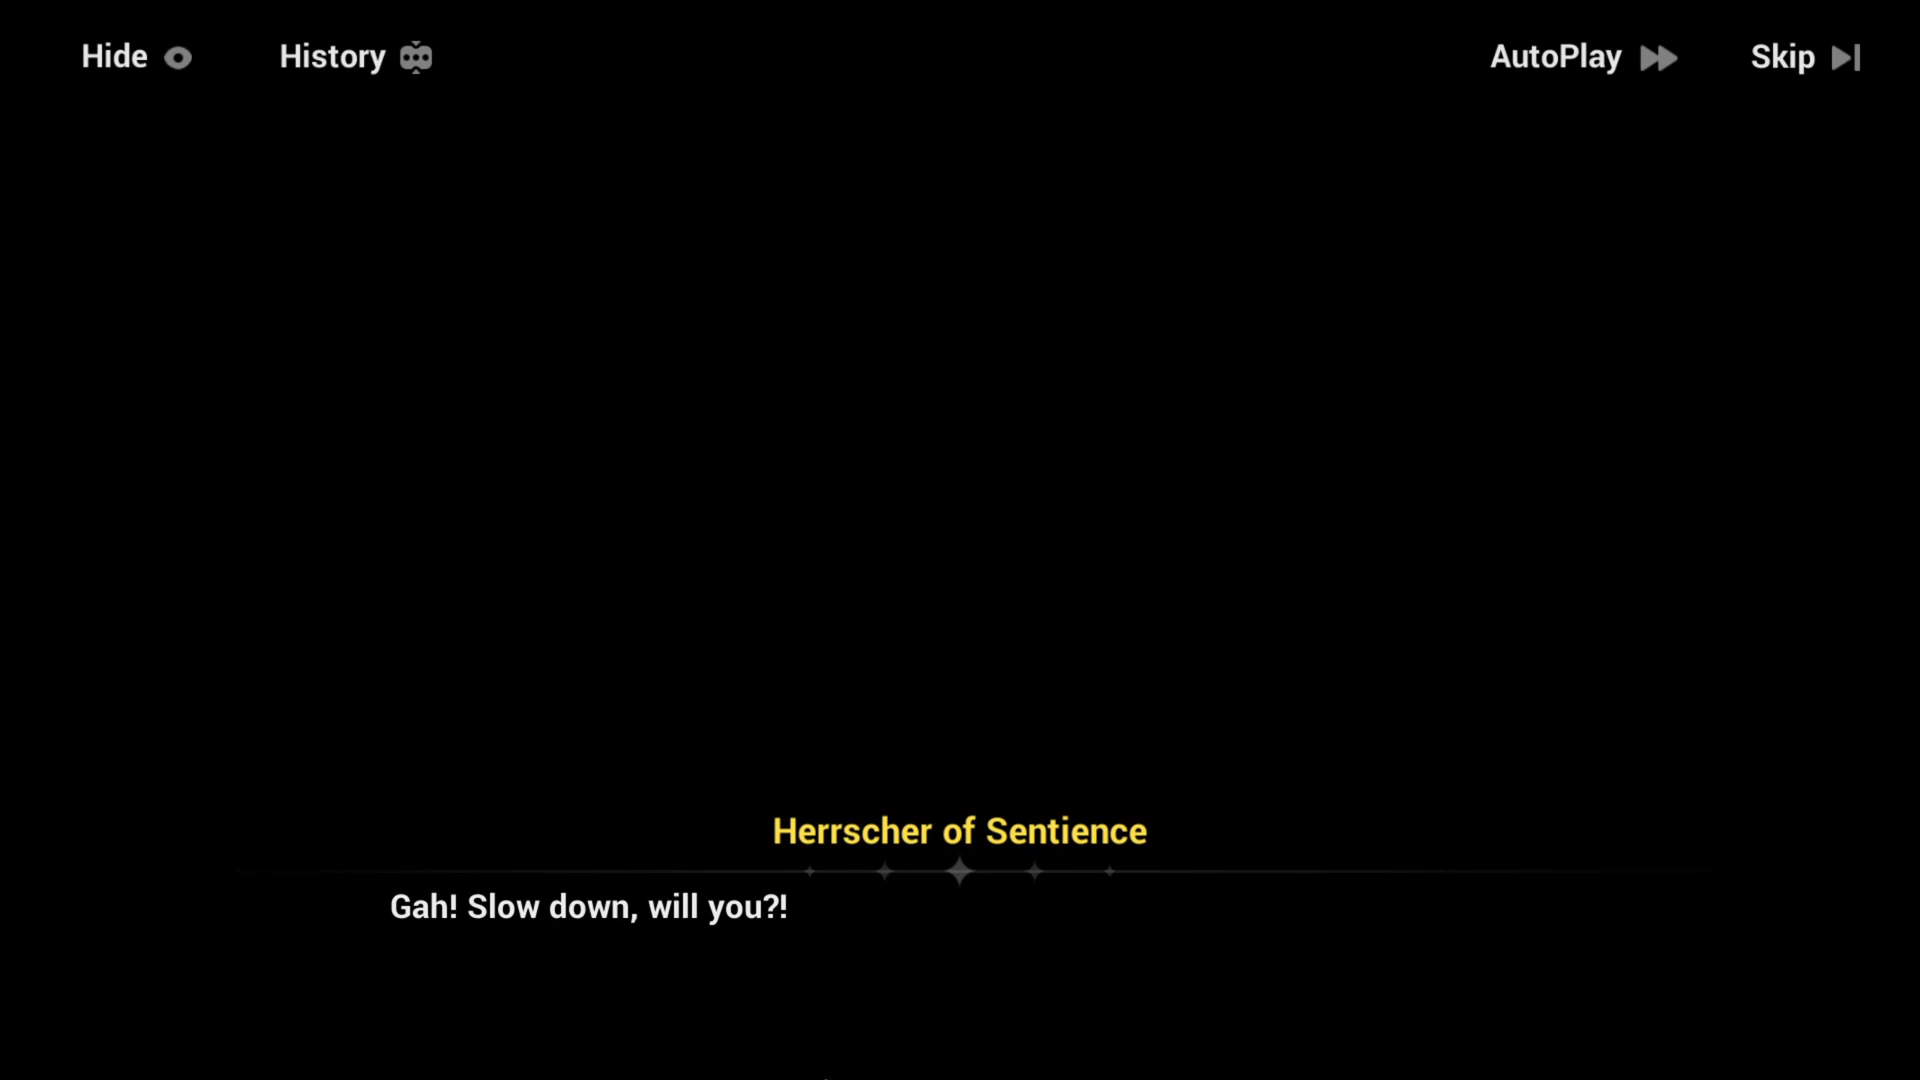 Hide
History
AutoPlay
Skip
Herrscher of Sentience
Gah! Slow down, will you?!